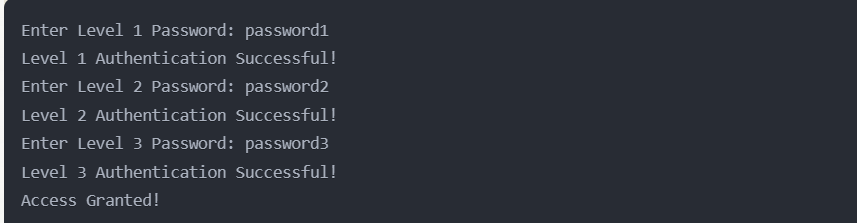 Enter Level 1 Password: password1
Level 1 Authentication Successful!
Enter Level 2 Password: password2
Level 2 Authentication Successful!
Enter Level 3 Password: password3
Level 3 Authentication Successful!
Access Granted!